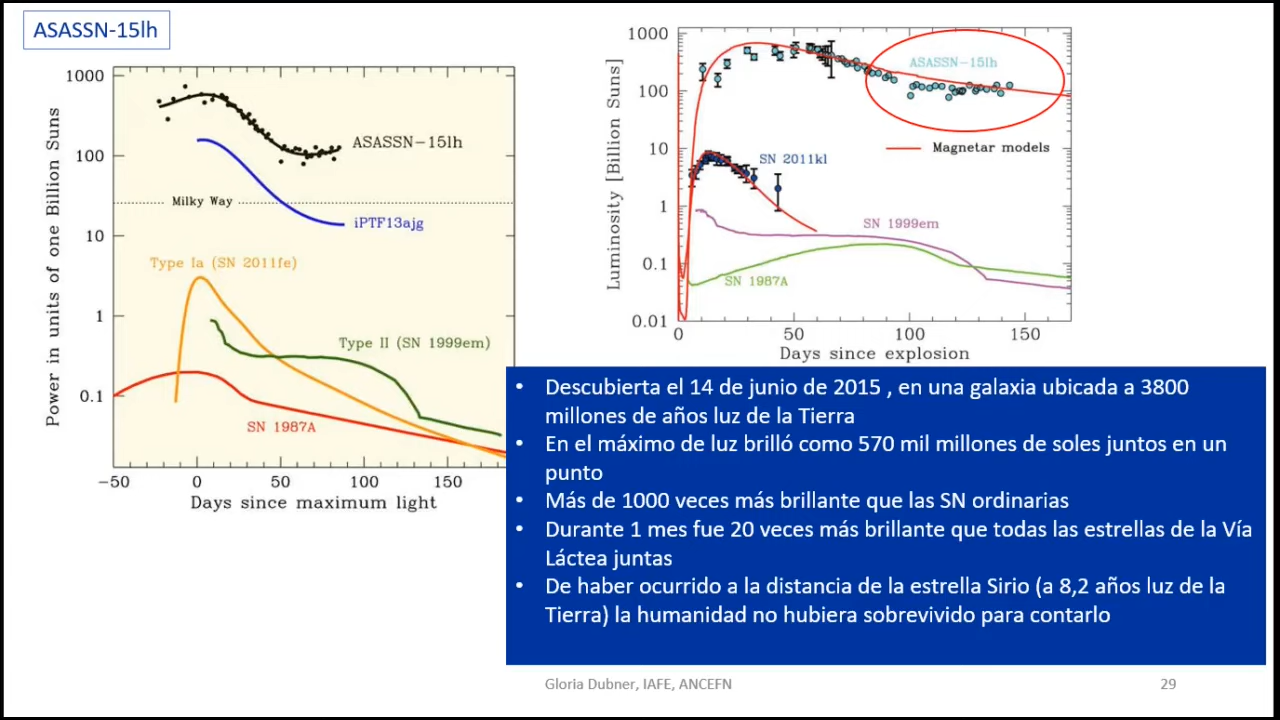 ASASSN-15lh
1000
100
10
1
0.1
Power in units of one Billion Suns
ASASSN-15lh
Milky Way
iPTF13ajg
Type Ia (SN 2011fe)
Type II (SN 1999em)
SN 1987A
-50 0 50 100 150
Days since maximum light
1000
100
10
1
0.1
0.01
Luminosity [Billion Suns]
ASASSN-15lh
Magnetar models
SN 2011kl
SN 1999em
SN 1987A
0 50 100 150
Days since explosion
• Descubierta el 14 de junio de 2015 , en una galaxia ubicada a 3800
millones de años luz de la Tierra
• En el máximo de luz brilló como 570 mil millones de soles juntos en un
punto
• Más de 1000 veces más brillante que las SN ordinarias
• Durante 1 mes fue 20 veces más brillante que todas las estrellas de la Vía
Láctea juntas
• De haber ocurrido a la distancia de la estrella Sirio (a 8,2 años luz de la
Tierra) la humanidad no hubiera sobrevivido para contarlo
Gloria Dubner, IAFE, ANCEFN
29